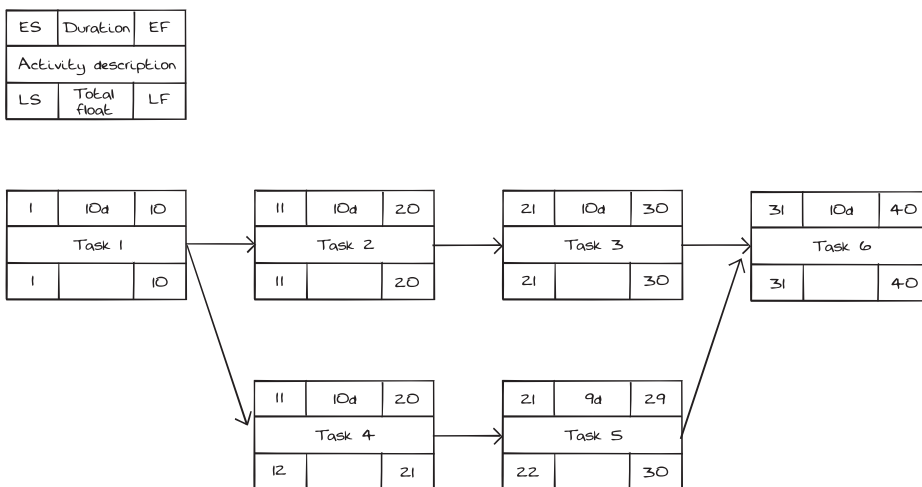 ES Duration EF
Activity description
LS Total float LF
1 10d 10
Task 1
1 10
11 10d 20
Task 2
11 20
21 10d 30
Task 3
21 30
31 10d 40
Task 6
31 40
11 10d 20
Task 4
12 21
21 9d 29
Task 5
22 30